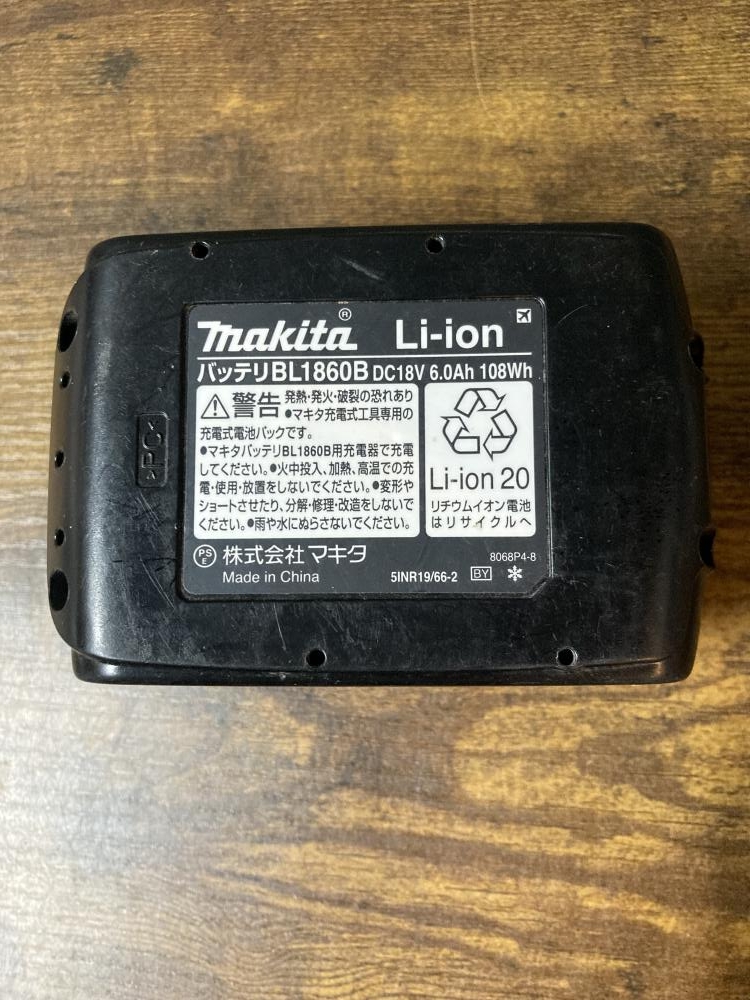 makita® Li-ion
バッテリBL1860B DC18V 6.0Ah 108Wh
警告 発熱・発火・破裂の恐れあり
●マキタ充電式工具専用の
充電式電池パックです。
●マキタバッテリBL1860B用充電器で充電
してください。●火中投入、加熱、高温での充
電・使用・放置をしないでください。●変形や
ショートさせたり、分解・修理・改造をしないで
ください。●雨や水にぬらさないでください。
Li-ion 20
リチウムイオン電池
はリサイクルへ
PSE 株式会社 マキタ
8068P4-8
Made in China
5INR19/66-2 BY
>PC<